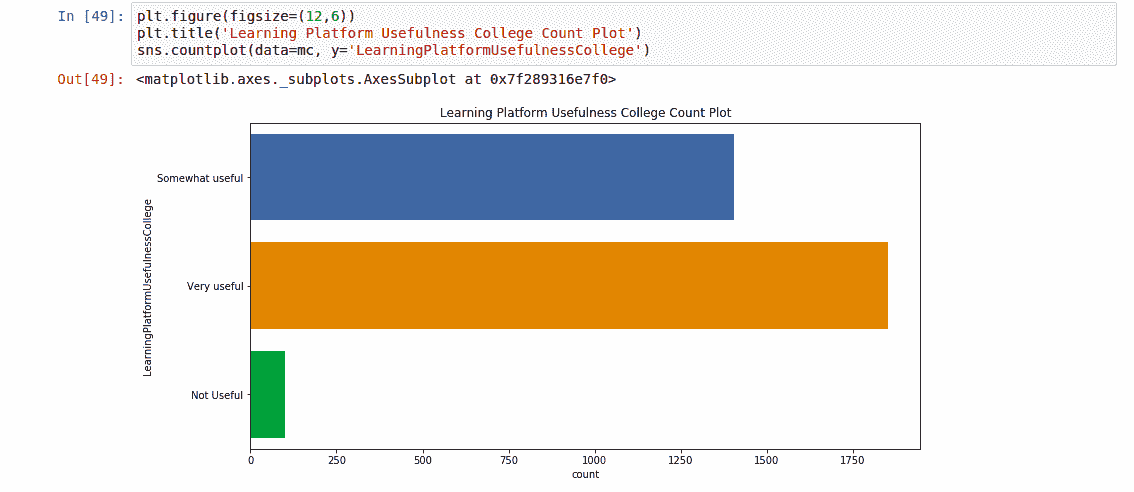 In [49]: plt.figure(figsize=(12,6))
plt.title('Learning Platform Usefulness College Count Plot')
sns.countplot(data=mc, y='LearningPlatformUsefulnessCollege')
Out[49]: <matplotlib.axes._subplots.AxesSubplot at 0x7f289316e7f0>
Learning Platform Usefulness College Count Plot
LearningPlatformUsefulnessCollege
Somewhat useful
Very useful
Not Useful
0 250 500 750 1000 1250 1500 1750
count